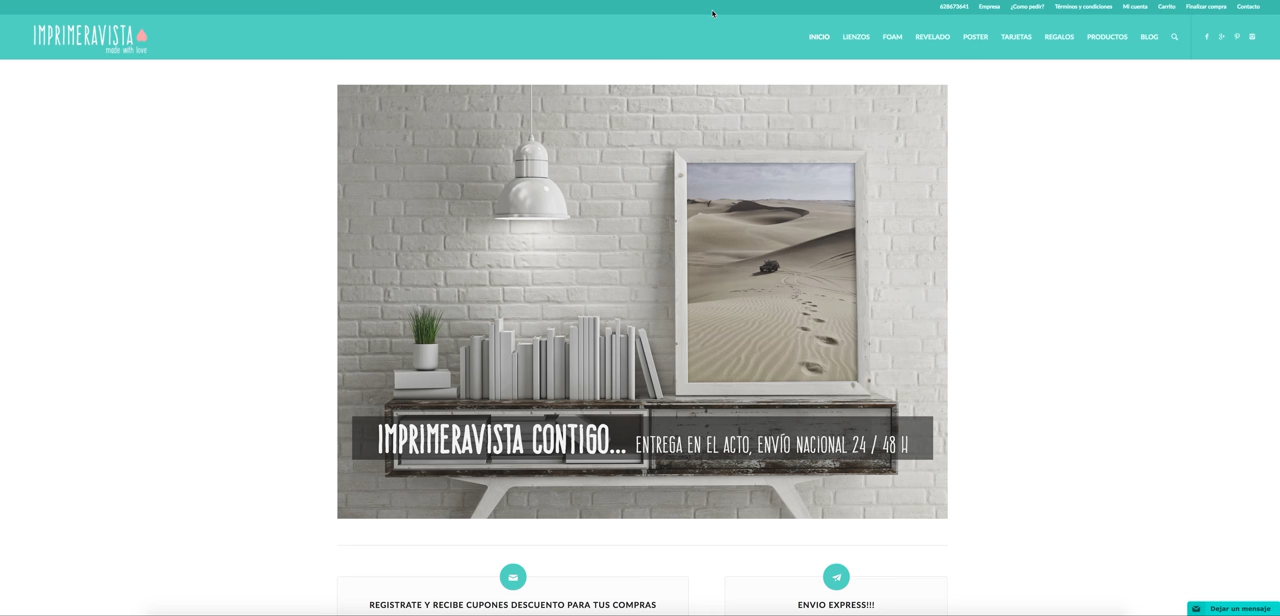 628673641 Empresa ¿Como pedir? Términos y condiciones Mi cuenta Carrito Finalizar compra Contacto
IMPRIMERAVISTA
made with love
INICIO LIENZOS FOAM REVELADO POSTER TARJETAS REGALOS PRODUCTOS BLOG
IMPRIMERAVISTA CONTIGO... ENTREGA EN EL ACTO, ENVÍO NACIONAL 24 / 48 H
REGISTRATE Y RECIBE CUPONES DESCUENTO PARA TUS COMPRAS
ENVIO EXPRESS!!!
Dejar un mensaje